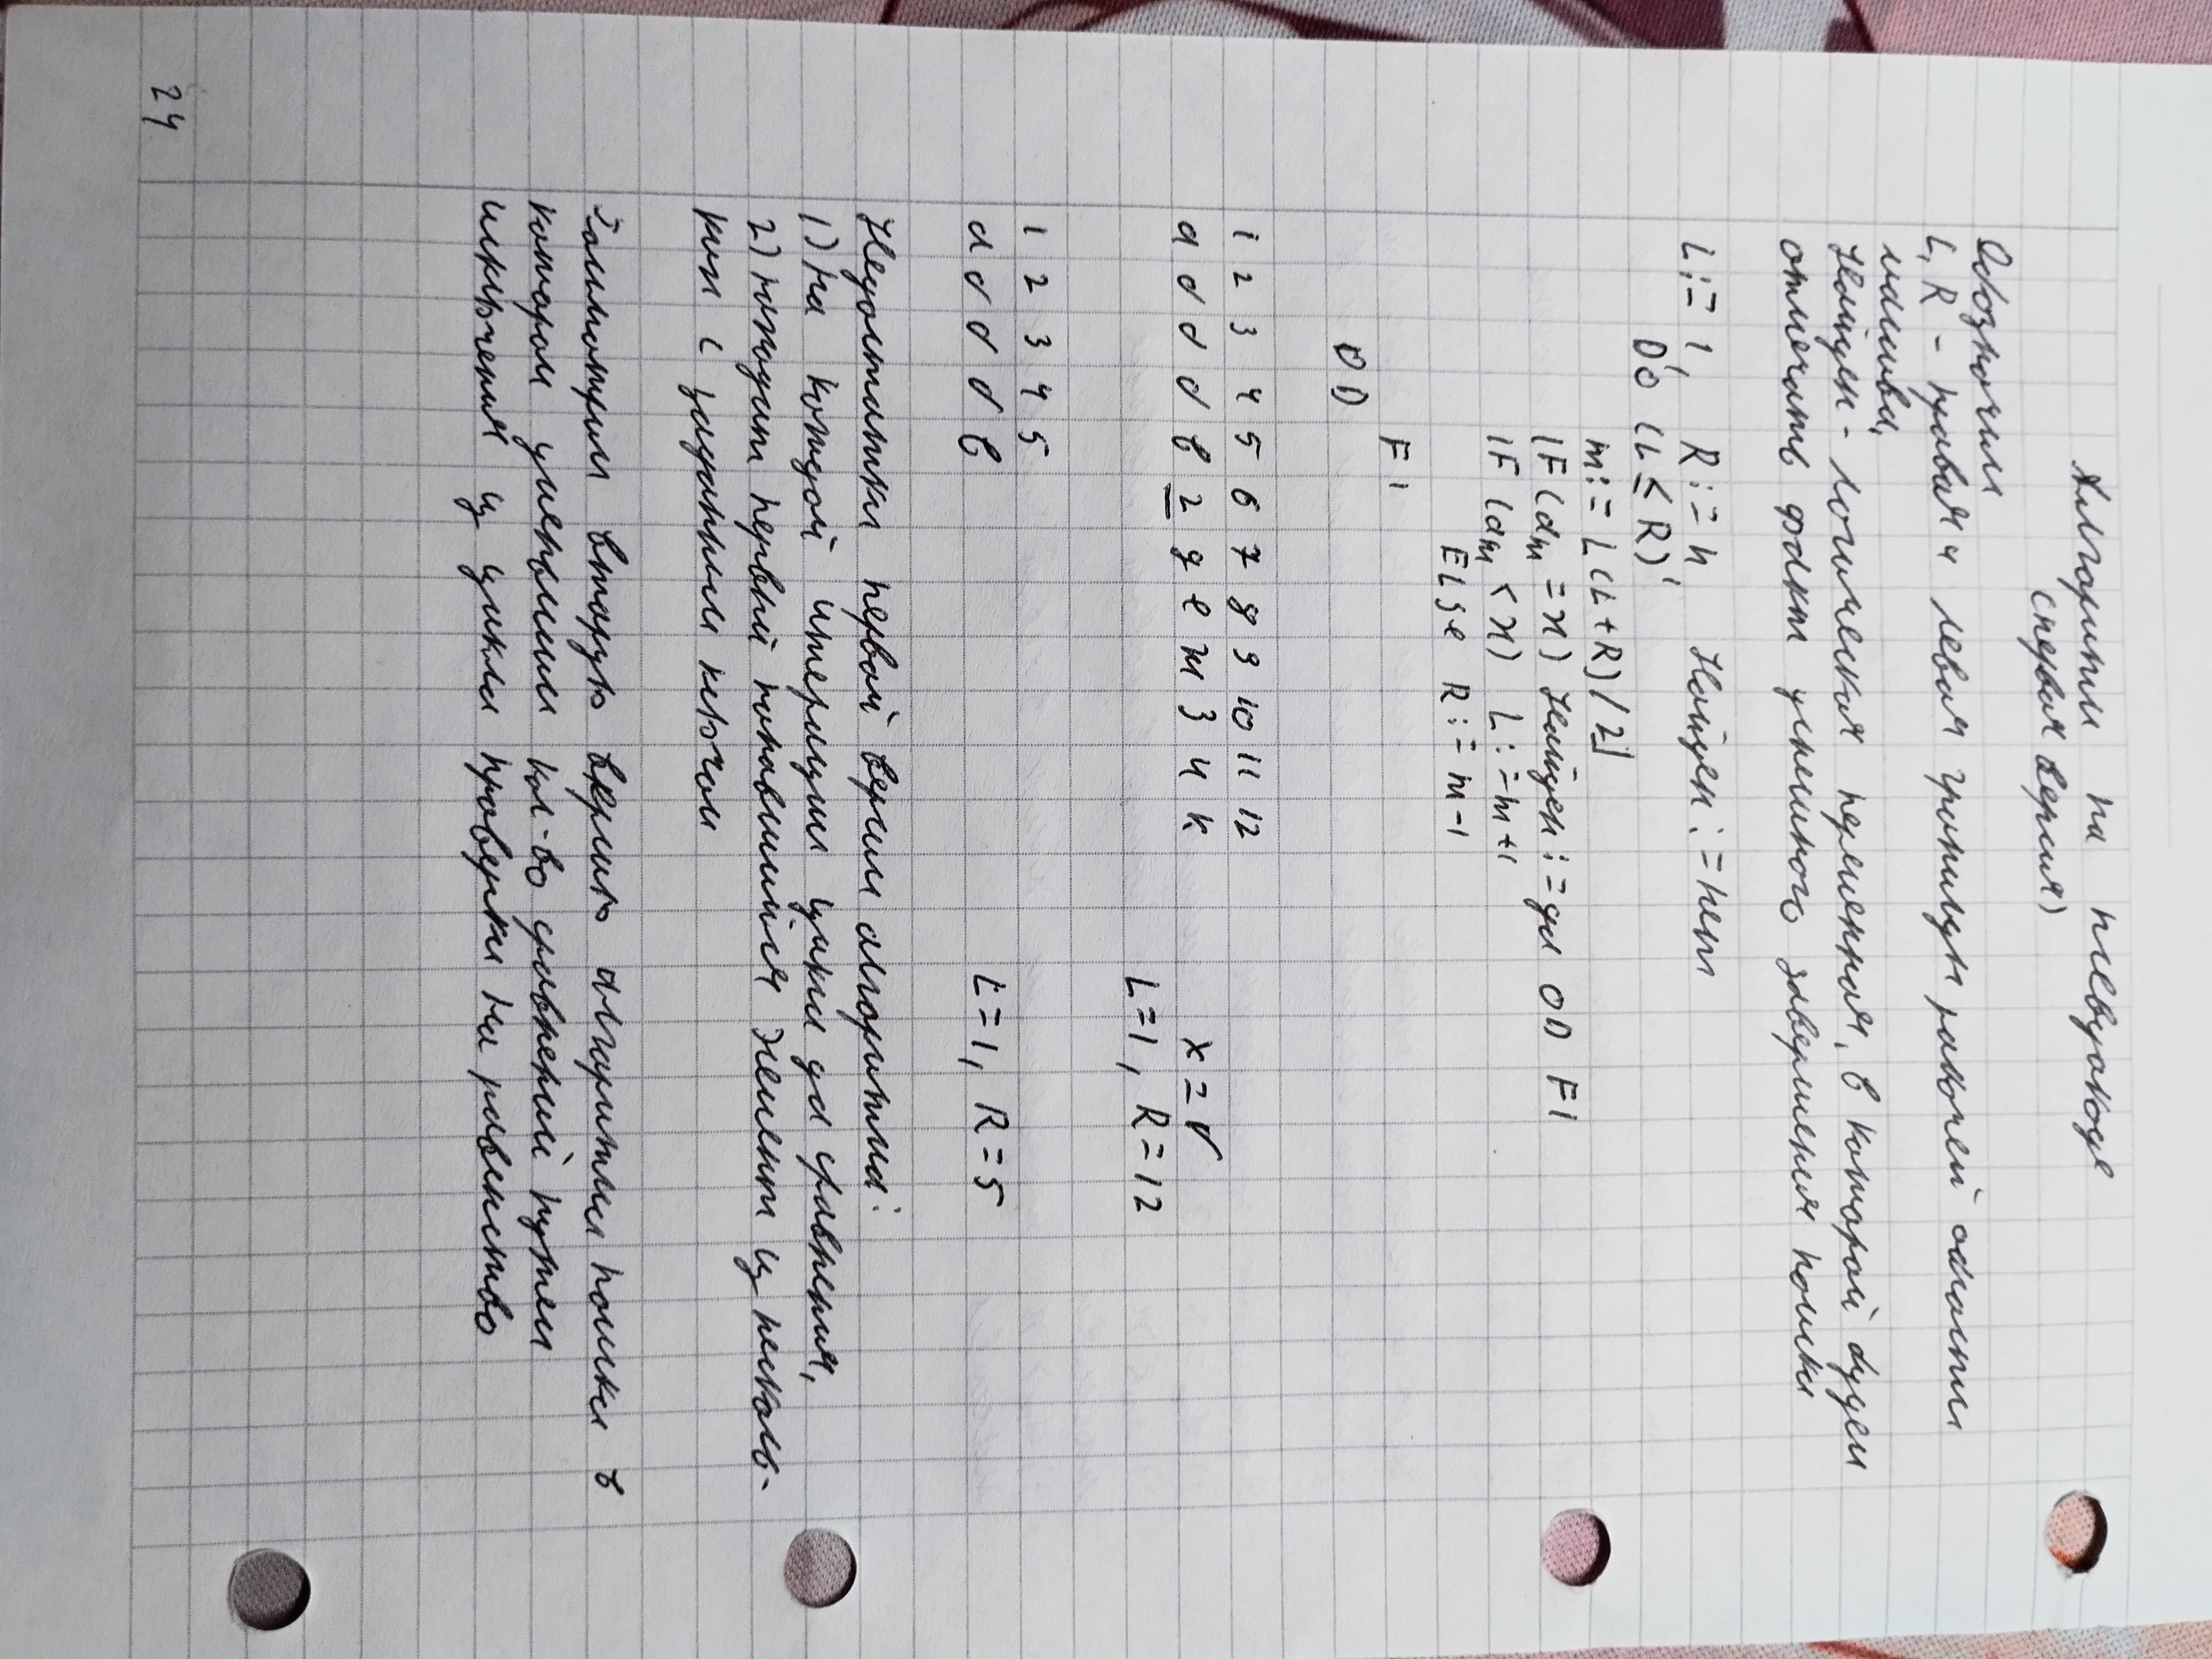 Алгоритм на псевдокоде
(первая версия)
Обозначим
L, R - правая и левая границы рабочей области
массива,
Найден - логическая переменная, в которой будем
отмечать факт успешного завершения поиска
L := 1, R := n, Найден := нет
DO (L ≤ R)
m := ⌊(L+R)/2⌋
IF (am = x) Найден := да OD FI
IF (am < x) L := m+1
ELSe R := m-1
FI
OD
1 2 3 4 5 6 7 8 9 10 11 12
а б б б в г д е ж з и к x = б
L=1, R=12
1 2 3 4 5
а б б б в L=1, R=5
Недостатки первой версии алгоритма:
1) На каждой итерации цикла два сравнения,
2) находит первый попавшийся элемент из несколь-
ких с заданным ключом
Рассмотрим вторую версию алгоритма поиска в
котором уменьшим кол-во сравнений путем
исключения из цикла проверки на равенство
24